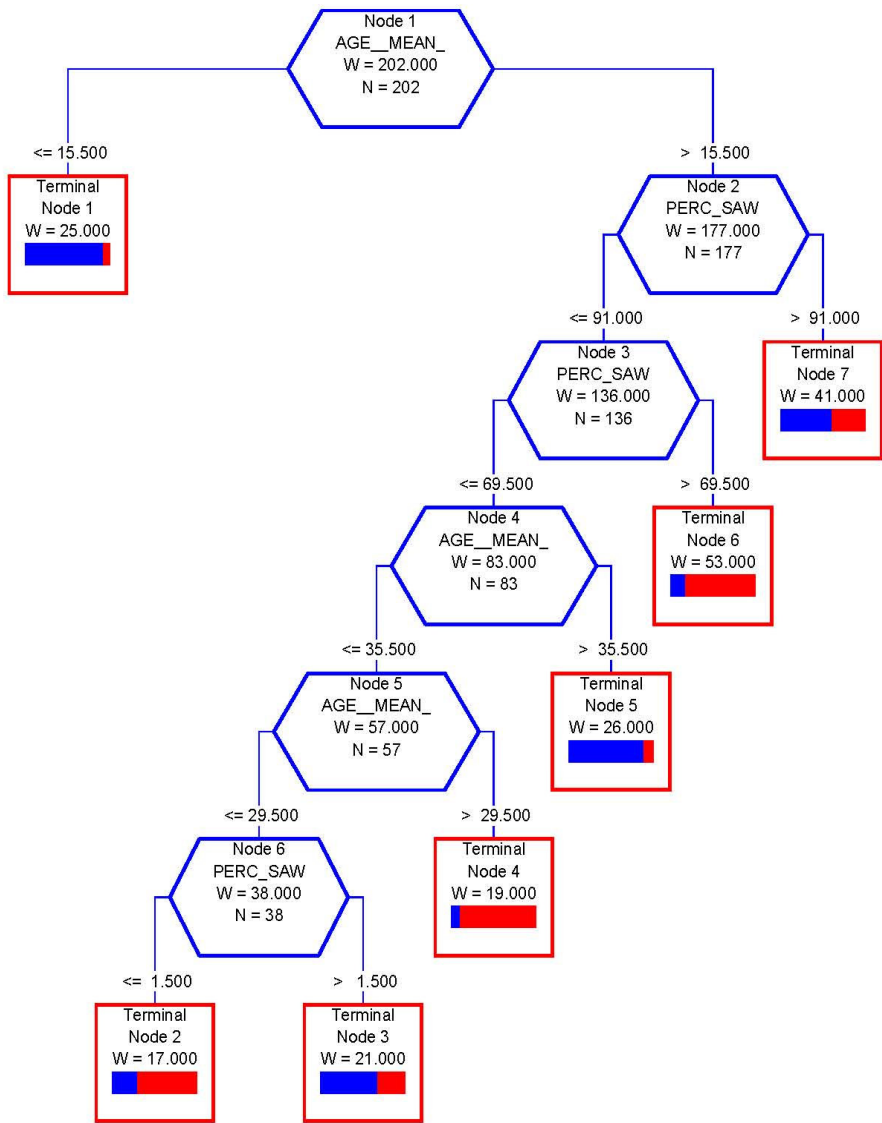 Node 1
AGE__MEAN_
W = 202.000
N = 202
<= 15.500
> 15.500
Terminal
Node 1
W = 25.000
Node 2
PERC_SAW
W = 177.000
N = 177
<= 91.000
> 91.000
Node 3
PERC_SAW
W = 136.000
N = 136
Terminal
Node 7
W = 41.000
<= 69.500
> 69.500
Node 4
AGE__MEAN_
W = 83.000
N = 83
Terminal
Node 6
W = 53.000
<= 35.500
> 35.500
Node 5
AGE__MEAN_
W = 57.000
N = 57
Terminal
Node 5
W = 26.000
<= 29.500
> 29.500
Node 6
PERC_SAW
W = 38.000
N = 38
Terminal
Node 4
W = 19.000
<= 1.500
> 1.500
Terminal
Node 2
W = 17.000
Terminal
Node 3
W = 21.000